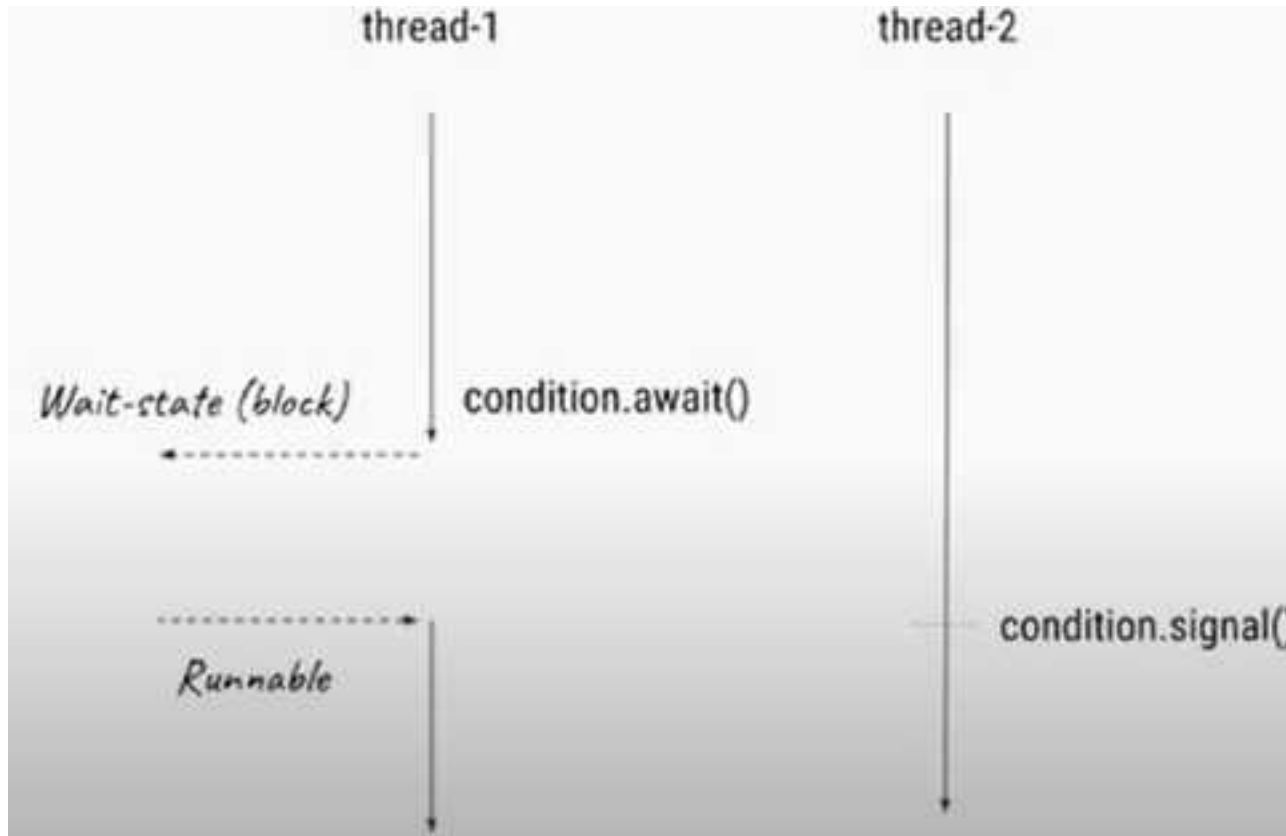 thread-1
thread-2
Wait-state (block)
condition.await()
condition.signal()
Runnable